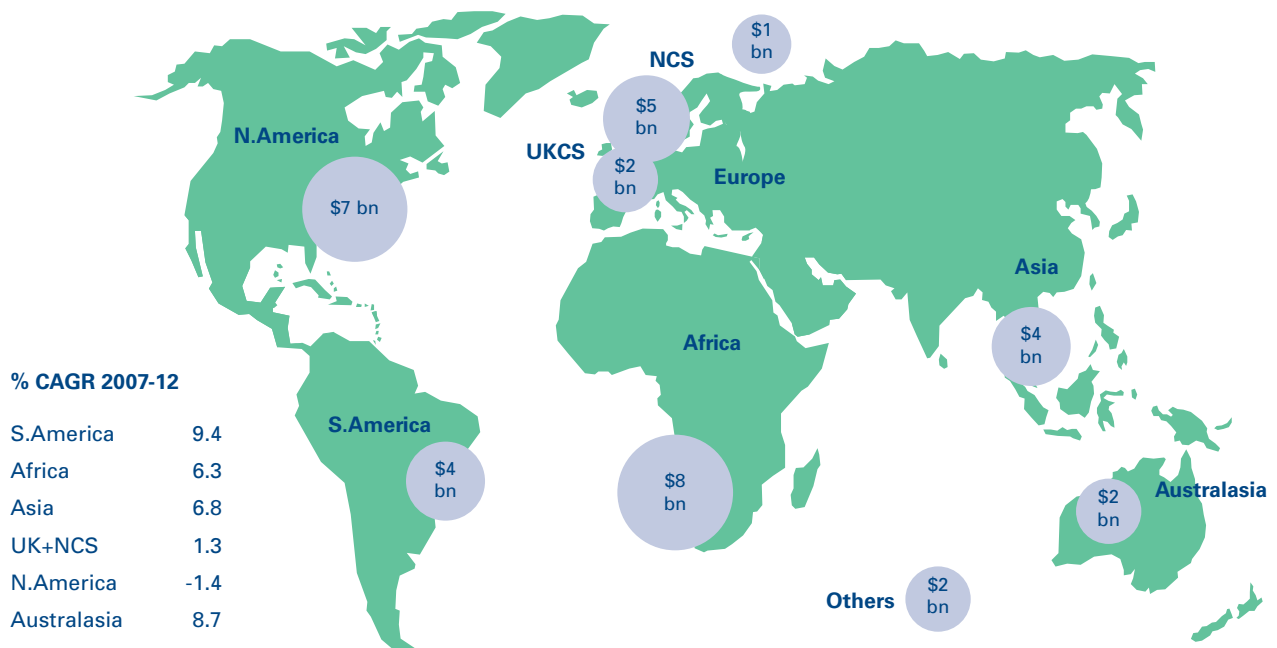 $1
bn
NCS
$5
bn
N.America
UKCS
$2
bn
Europe
$7 bn
Asia
Africa
$4
bn
% CAGR 2007-12
S.America 9.4
Africa 6.3
Asia 6.8
UK+NCS 1.3
N.America -1.4
Australasia 8.7
S.America
$4
bn
$8
bn
Australasia
$2
bn
Others
$2
bn